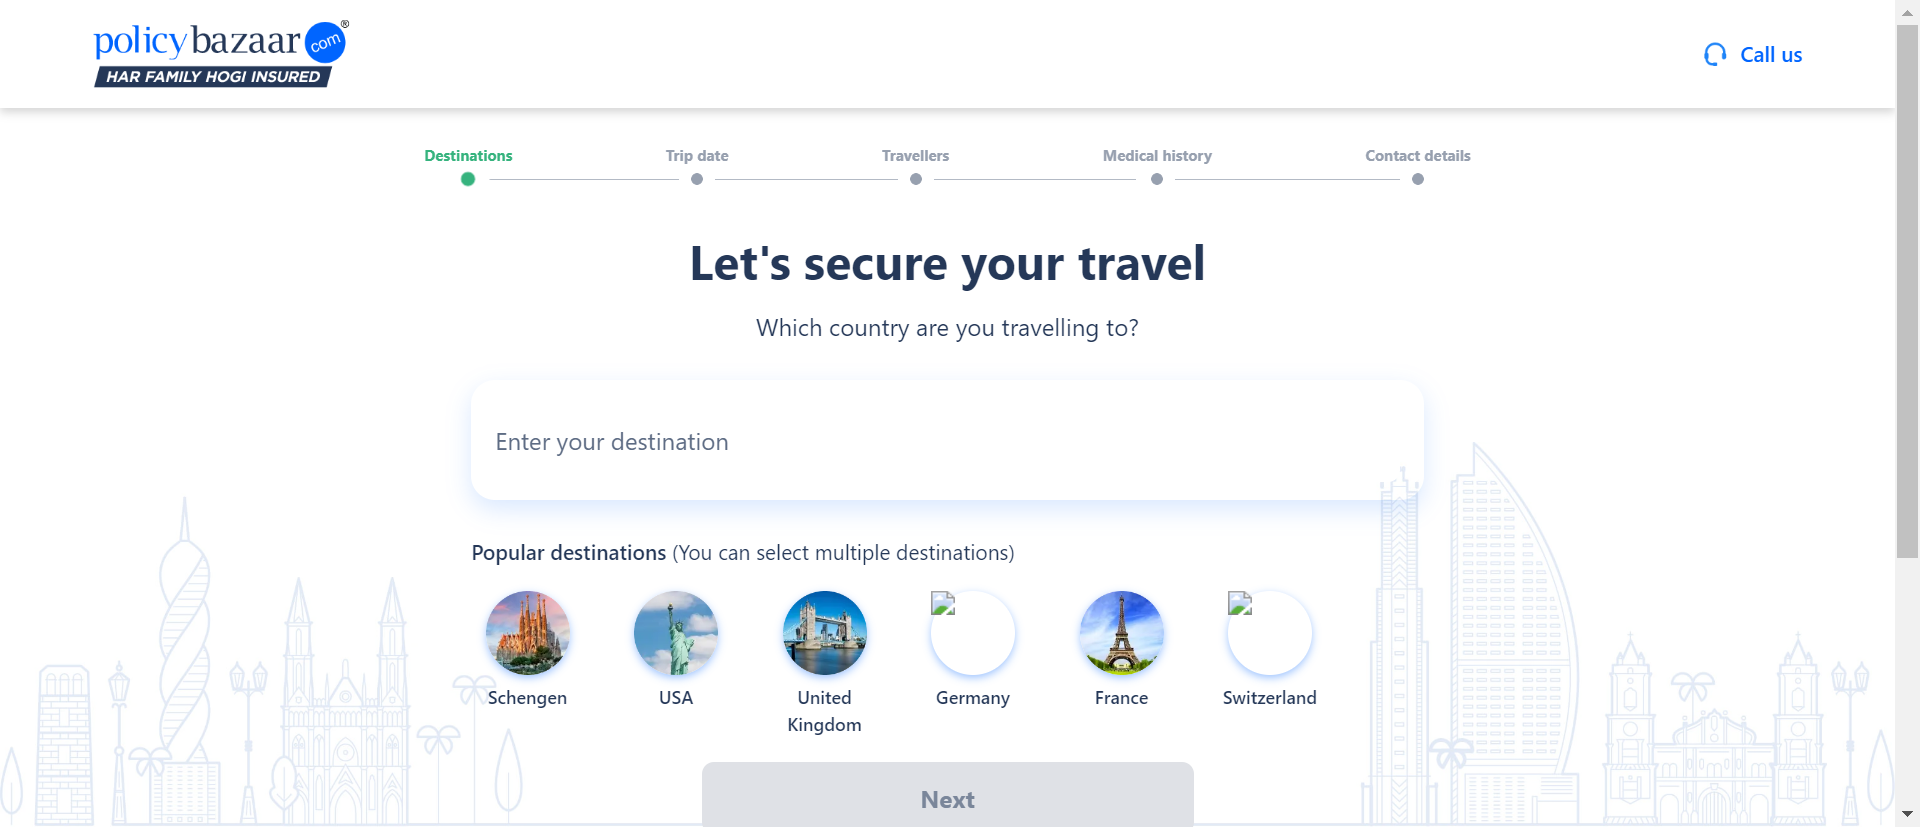 policybazaar com ®
HAR FAMILY HOGI INSURED
Call us
Destinations
Trip date
Travellers
Medical history
Contact details
Let's secure your travel
Which country are you travelling to?
Enter your destination
Popular destinations (You can select multiple destinations)
Schengen
USA
United
Kingdom
Germany
France
Switzerland
Next